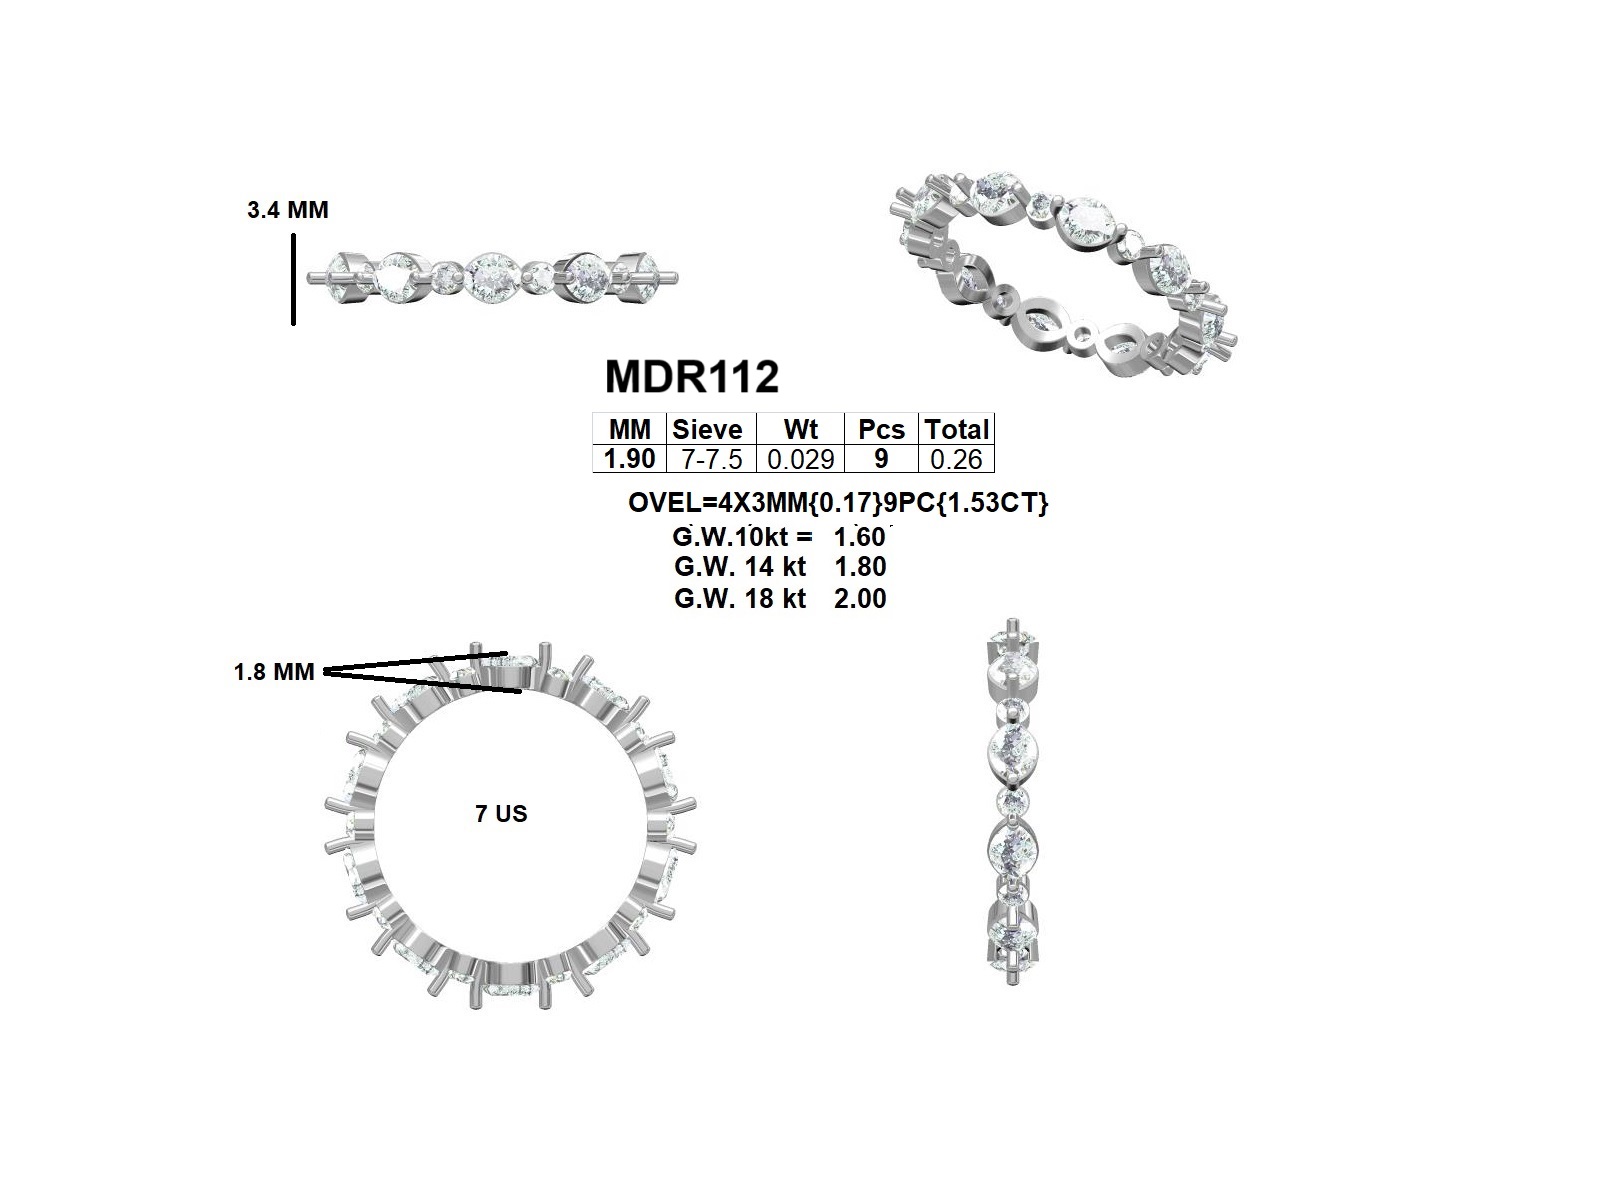 3.4 MM
MDR112
MM Sieve Wt Pcs Total
1.90 7-7.5 0.029 9 0.26
OVEL=4X3MM{0.17}9PC{1.53CT}
G.W.10kt = 1.60
G.W. 14 kt 1.80
G.W. 18 kt 2.00
1.8 MM
7 US